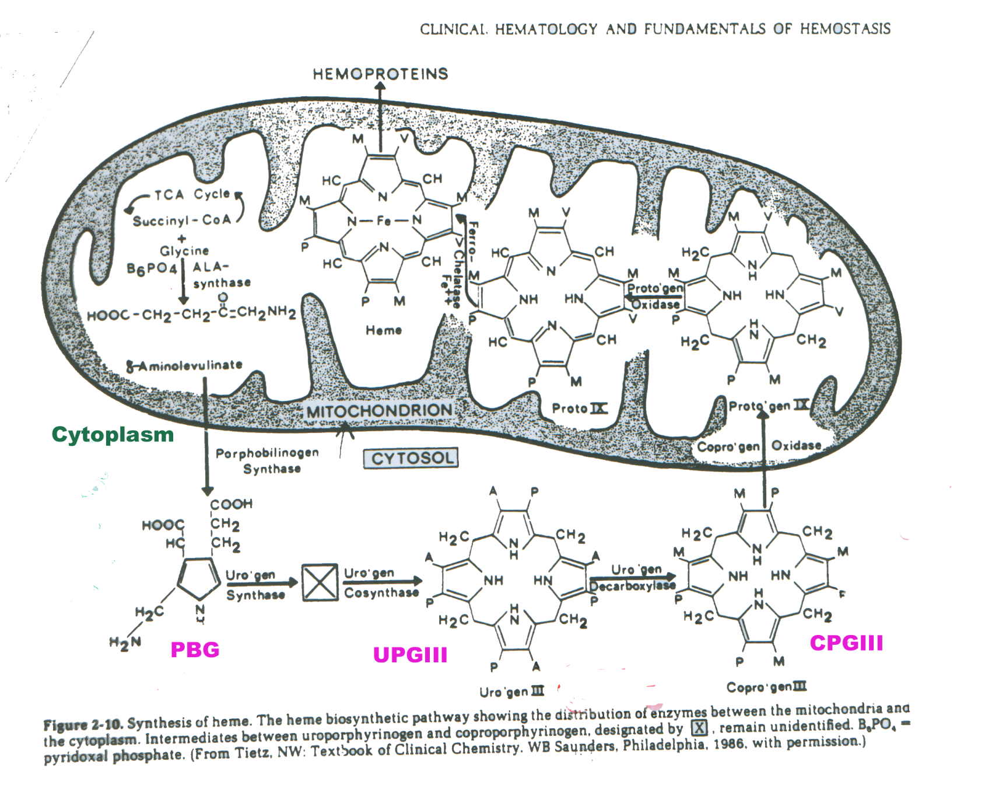 CLINICAL HEMATOLOGY AND FUNDAMENTALS OF HEMOSTASIS
HEMOPROTEINS
M V
HC CH
N
M M
N—Fe—N
P V
N
HC CH
P M
Heme
TCA Cycle
Succinyl-CoA
+
Glycine
B6PO4 ALA-
synthase
O
HOOC-CH2-CH2-C=CH2NH2
δ-Aminolevulinate
Ferro-
Chelatase
Fe++
M V
HC CH
N
M M
NH HN
P V
N
HC CH
P M
Proto IX
Proto'gen
Oxidase
M V
H2C
N
H
M M
NH HN
P V
H
N
H2C CH2
P M
Proto'gen IX
MITOCHONDRION
Cytoplasm
CYTOSOL
Copro'gen Oxidase
Porphobilinogen
Synthase
COOH
HOOC CH2
HC CH2
H2C N
H
H2N
PBG
Uro'gen
Synthase
Uro'gen
Cosynthase
A P
H2C CH2
N
H
A A
NH HN
P P
H
N
H2C CH2
P A
UPGIII
Uro'gen III
Uro'gen
Decarboxylase
M P
H2C CH2
N
H
M M
NH HN
P
H
N
H2C CH2
P M
CPGIII
Copro'genIII
Figure 2-10. Synthesis of heme. The heme biosynthetic pathway showing the distribution of enzymes between the mitochondria and
the cytoplasm. Intermediates between uroporphyrinogen and coproporphyrinogen, designated by X, remain unidentified. B6PO4 =
pyridoxal phosphate. (From Tietz, NW: Textbook of Clinical Chemistry. WB Saunders, Philadelphia, 1986. with permission.)